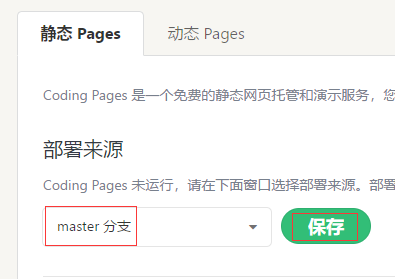 静态 Pages
动态 Pages
Coding Pages 是一个免费的静态网页托管和演示服务，您
部署来源
Coding Pages 未运行，请在下面窗口选择部署来源。部署
master 分支
保存